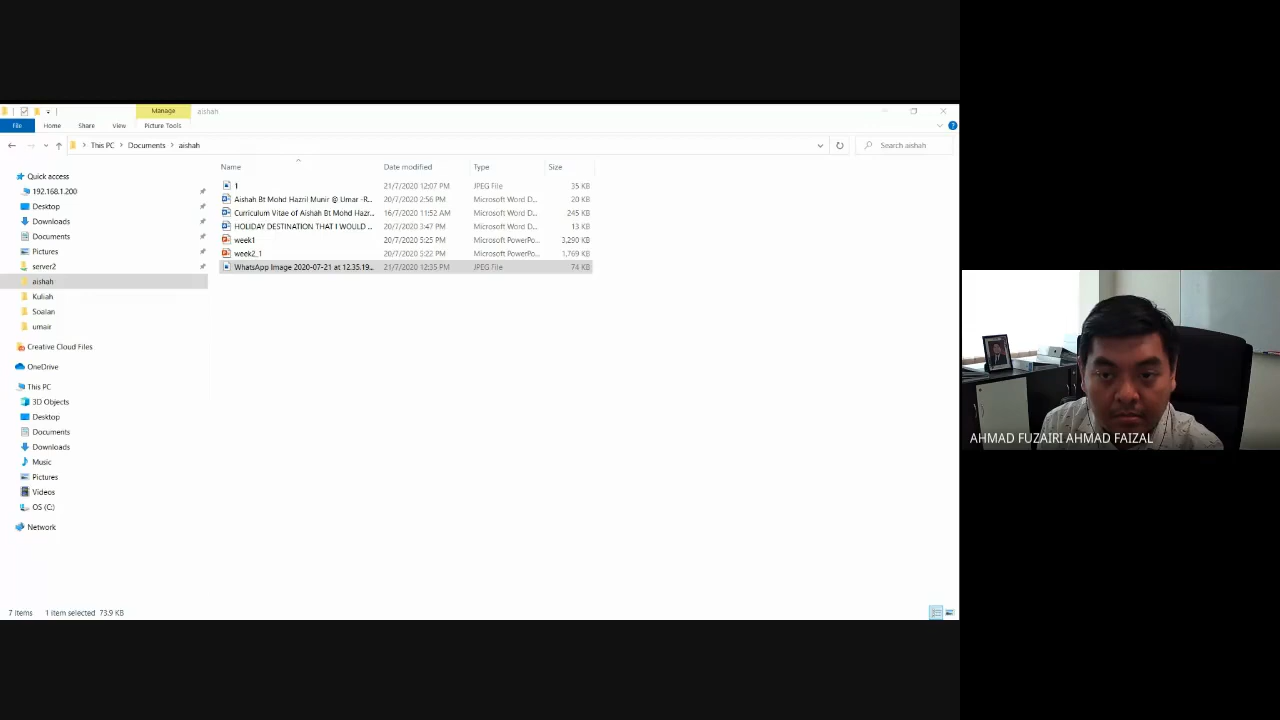 Manage
aishah
File
Home
Share
View
Picture Tools
This PC
Documents
aishah
Search aishah
Name
Date modified
Type
Size
1 21/7/2020 12:07 PM JPEG File 35 KB
Aishah Bt Mohd Hazril Munir @ Umar -R... 20/7/2020 2:56 PM Microsoft Word D... 20 KB
Curriculum Vitae of Aishah Bt Mohd Hazr... 16/7/2020 11:52 AM Microsoft Word D... 245 KB
HOLIDAY DESTINATION THAT I WOULD ... 20/7/2020 3:47 PM Microsoft Word D... 13 KB
week1 20/7/2020 5:25 PM Microsoft PowerPo... 3,290 KB
week2_1 20/7/2020 5:22 PM Microsoft PowerPo... 1,769 KB
WhatsApp Image 2020-07-21 at 12.35.19... 21/7/2020 12:35 PM JPEG File 74 KB
Quick access
192.168.1.200
Desktop
Downloads
Documents
Pictures
server2
aishah
Kuliah
Soalan
umair
Creative Cloud Files
OneDrive
This PC
3D Objects
Desktop
Documents
Downloads
Music
Pictures
Videos
OS (C:)
Network
7 items
1 item selected 73.9 KB
AHMAD FUZAIRI AHMAD FAIZAL